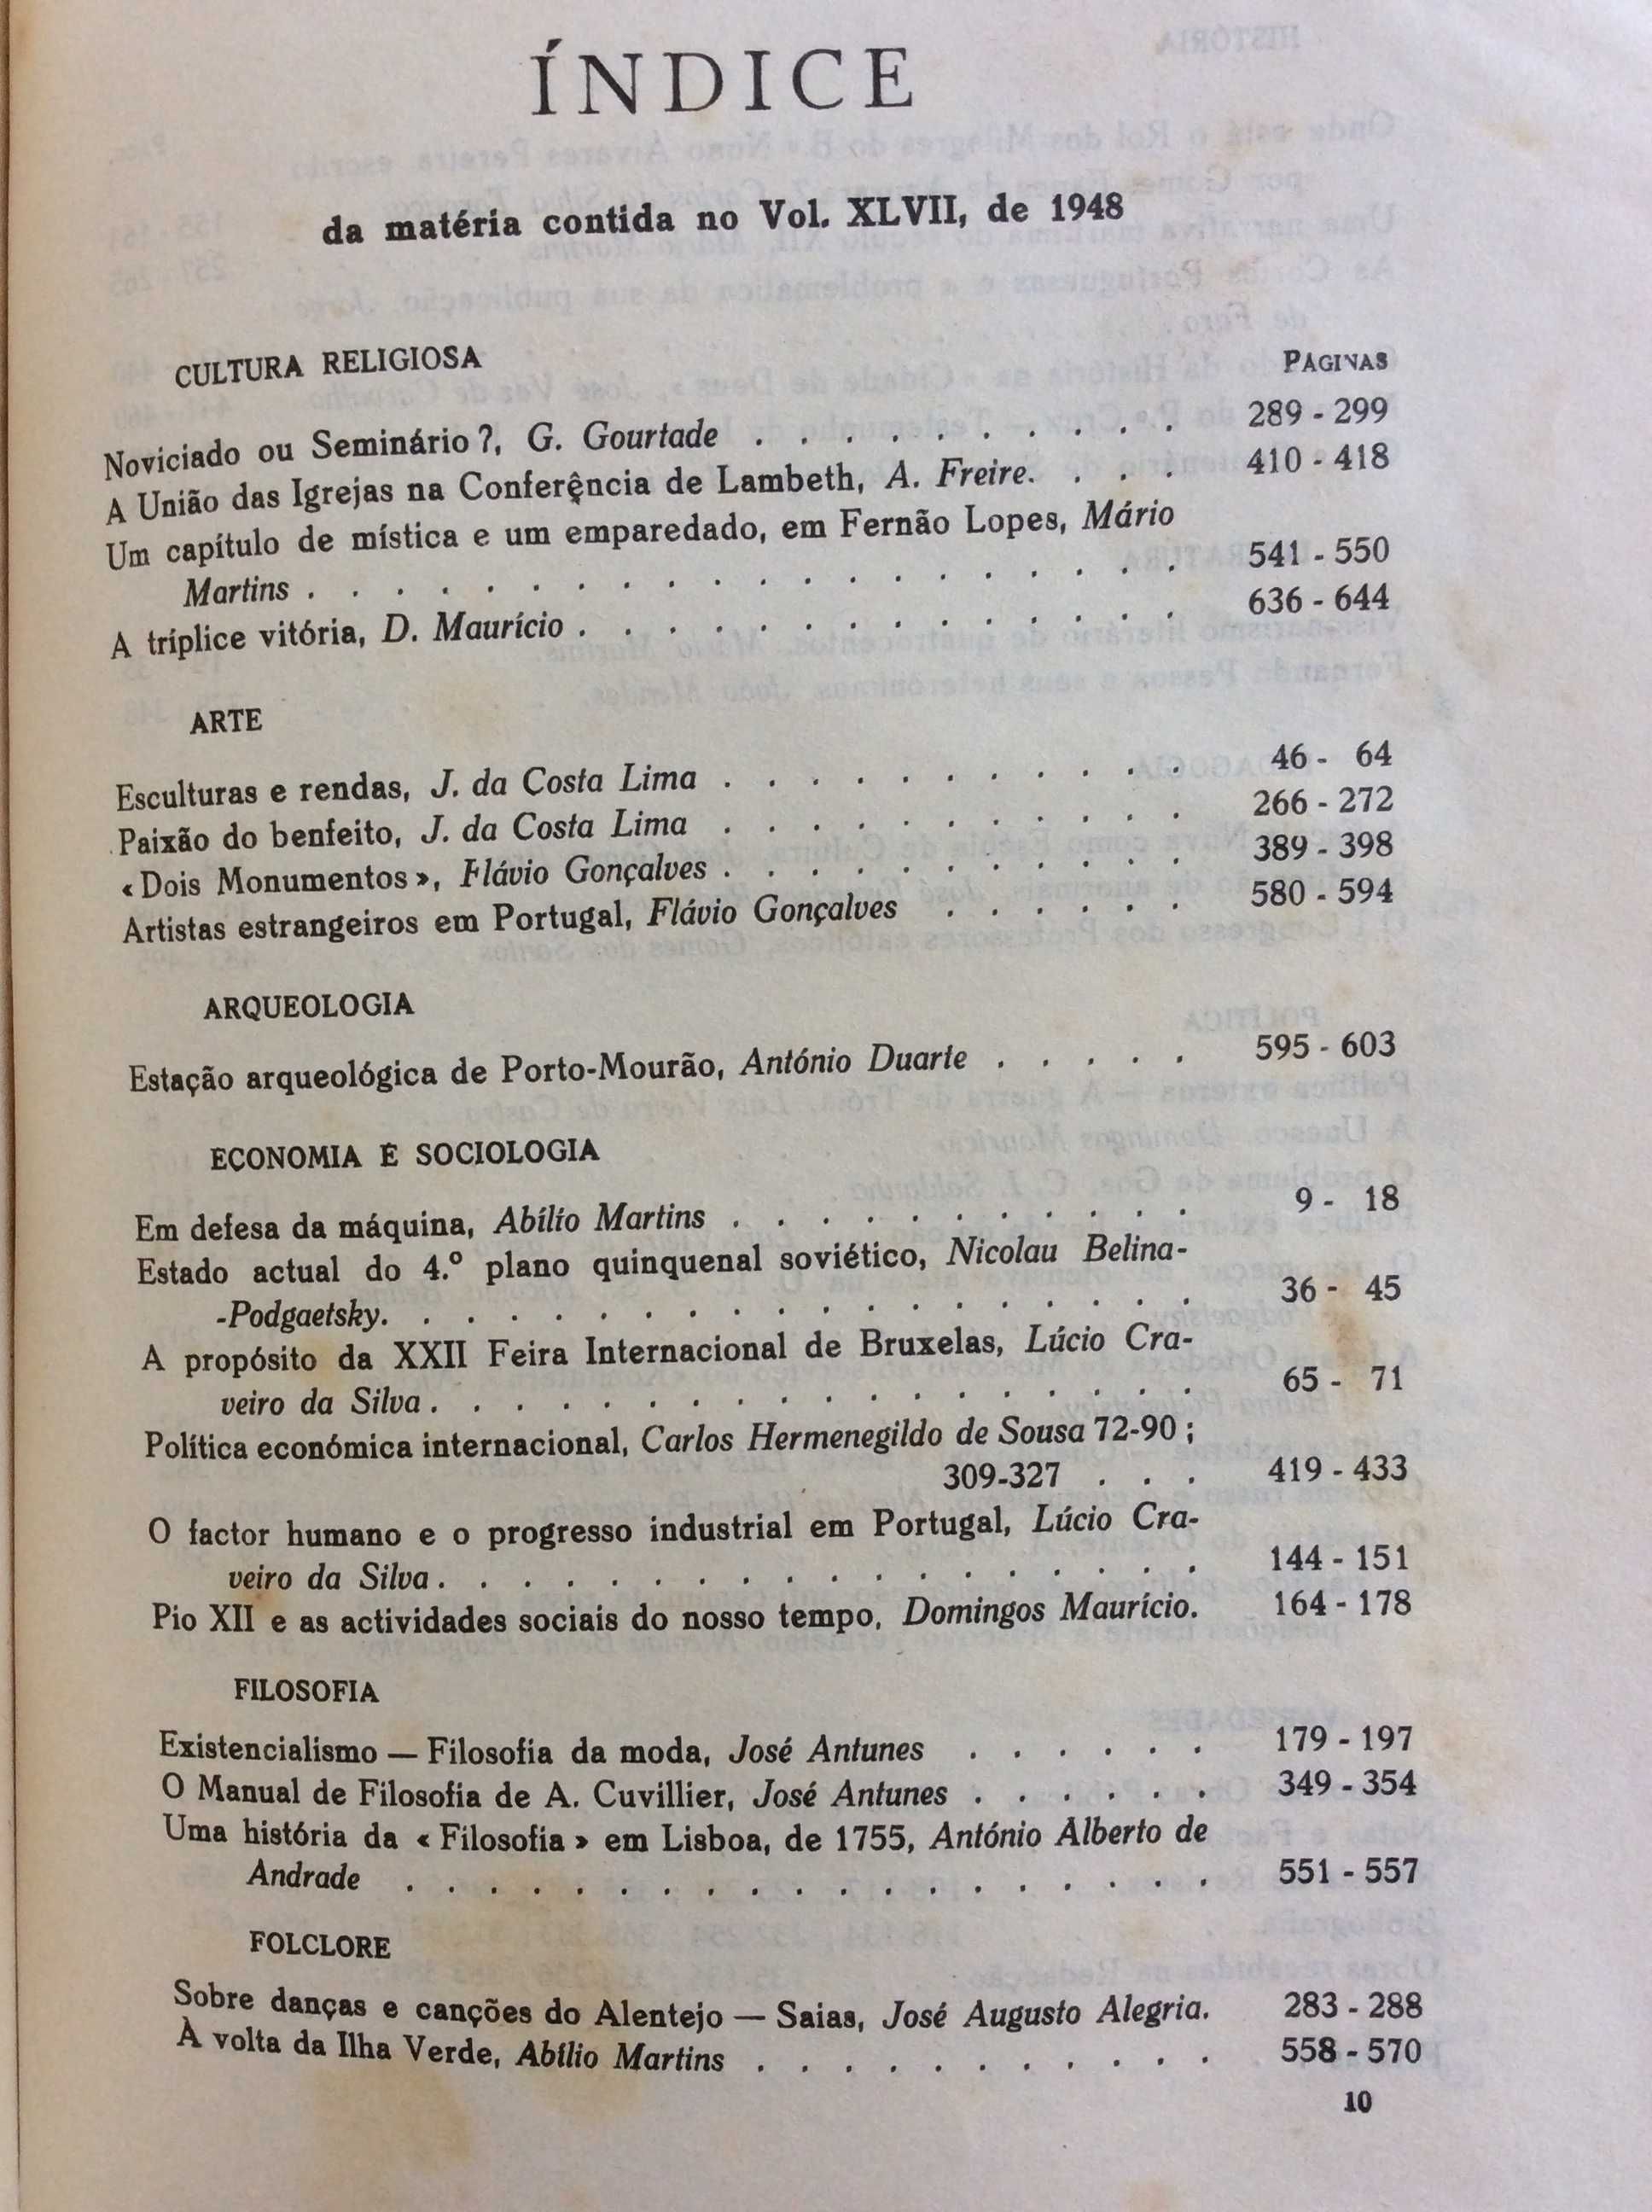 ÍNDICE
da matéria contida no Vol. XLVII, de 1948
CULTURA RELIGIOSA PÁGINAS
Noviciado ou Seminário ?, G. Gourtade . . . . . . . . . . 289 - 299
A União das Igrejas na Conferência de Lambeth, A. Freire. . . . 410 - 418
Um capítulo de mística e um emparedado, em Fernão Lopes, Mário
Martins . . . . . . . . . . . . . . . . . . . . 541 - 550
A tríplice vitória, D. Maurício . . . . . . . . . . . . . . 636 - 644
ARTE
Esculturas e rendas, J. da Costa Lima . . . . . . . . . . . 46 - 64
Paixão do benfeito, J. da Costa Lima . . . . . . . . . . . 266 - 272
« Dois Monumentos », Flávio Gonçalves . . . . . . . . . . . 389 - 398
Artistas estrangeiros em Portugal, Flávio Gonçalves . . . . . . 580 - 594
ARQUEOLOGIA
Estação arqueológica de Porto-Mourão, António Duarte . . . . . 595 - 603
ECONOMIA E SOCIOLOGIA
Em defesa da máquina, Abílio Martins . . . . . . . . . . . 9 - 18
Estado actual do 4.º plano quinquenal soviético, Nicolau Belina-
-Podgaetsky. . . . . . . . . . . . . . . . . . . 36 - 45
A propósito da XXII Feira Internacional de Bruxelas, Lúcio Cra-
veiro da Silva . . . . . . . . . . . . . . . . . . 65 - 71
Política económica internacional, Carlos Hermenegildo de Sousa 72-90 ;
309-327 . . . 419 - 433
O factor humano e o progresso industrial em Portugal, Lúcio Cra-
veiro da Silva . . . . . . . . . . . . . . . . . . 144 - 151
Pio XII e as actividades sociais do nosso tempo, Domingos Maurício. 164 - 178
FILOSOFIA
Existencialismo — Filosofia da moda, José Antunes . . . . . . 179 - 197
O Manual de Filosofia de A. Cuvillier, José Antunes . . . . . . 349 - 354
Uma história da « Filosofia » em Lisboa, de 1755, António Alberto de
Andrade . . . . . . . . . . . . . . . . . . . 551 - 557
FOLCLORE
Sobre danças e canções do Alentejo — Saias, José Augusto Alegria. 283 - 288
À volta da Ilha Verde, Abílio Martins . . . . . . . . . . . 558 - 570
10